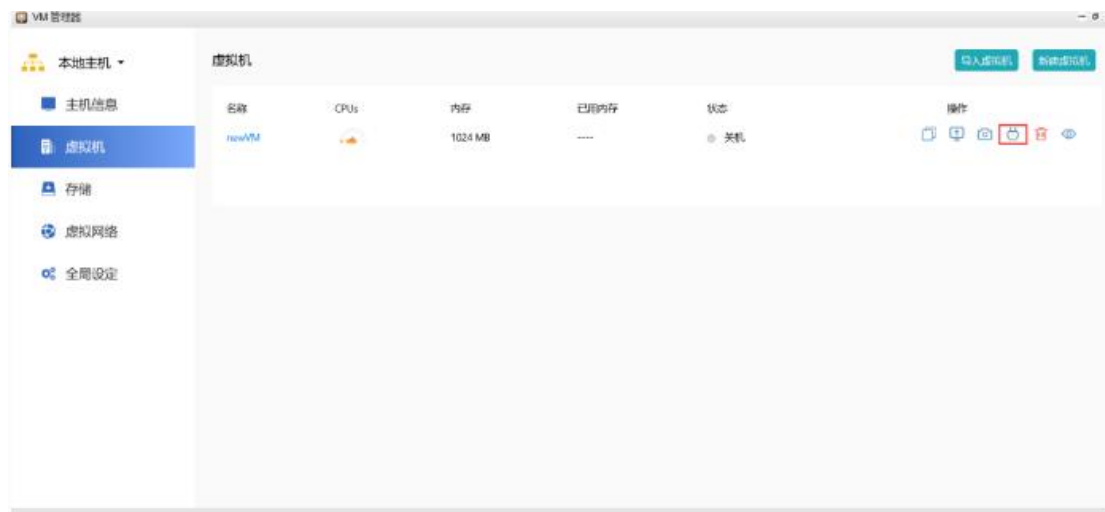 VM 管理器
本地主机
虚拟机
导入虚拟机 新建虚拟机
主机信息
虚拟机
存储
虚拟网络
全局设定
名称 CPUs 内存 已用内存 状态 操作
newVM 1024 MB ---- 关机